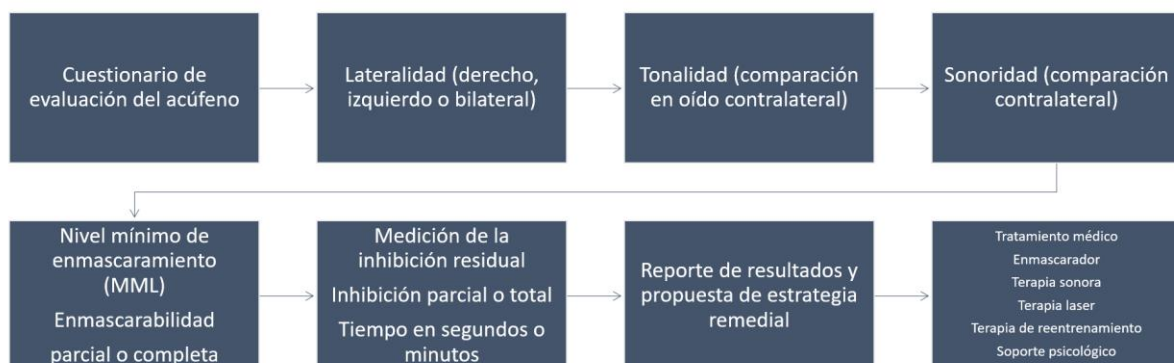 Cuestionario de
evaluación del acúfeno
Lateralidad (derecho,
izquierdo o bilateral)
Tonalidad (comparación
en oído contralateral)
Sonoridad (comparación
contralateral)
Nivel mínimo de
enmascaramiento
(MML)
Enmascarabilidad
parcial o completa
Medición de la
inhibición residual
Inhibición parcial o total
Tiempo en segundos o
minutos
Reporte de resultados y
propuesta de estrategia
remedial
Tratamiento médico
Enmascarador
Terapia sonora
Terapia laser
Terapia de reentrenamiento
Soporte psicológico